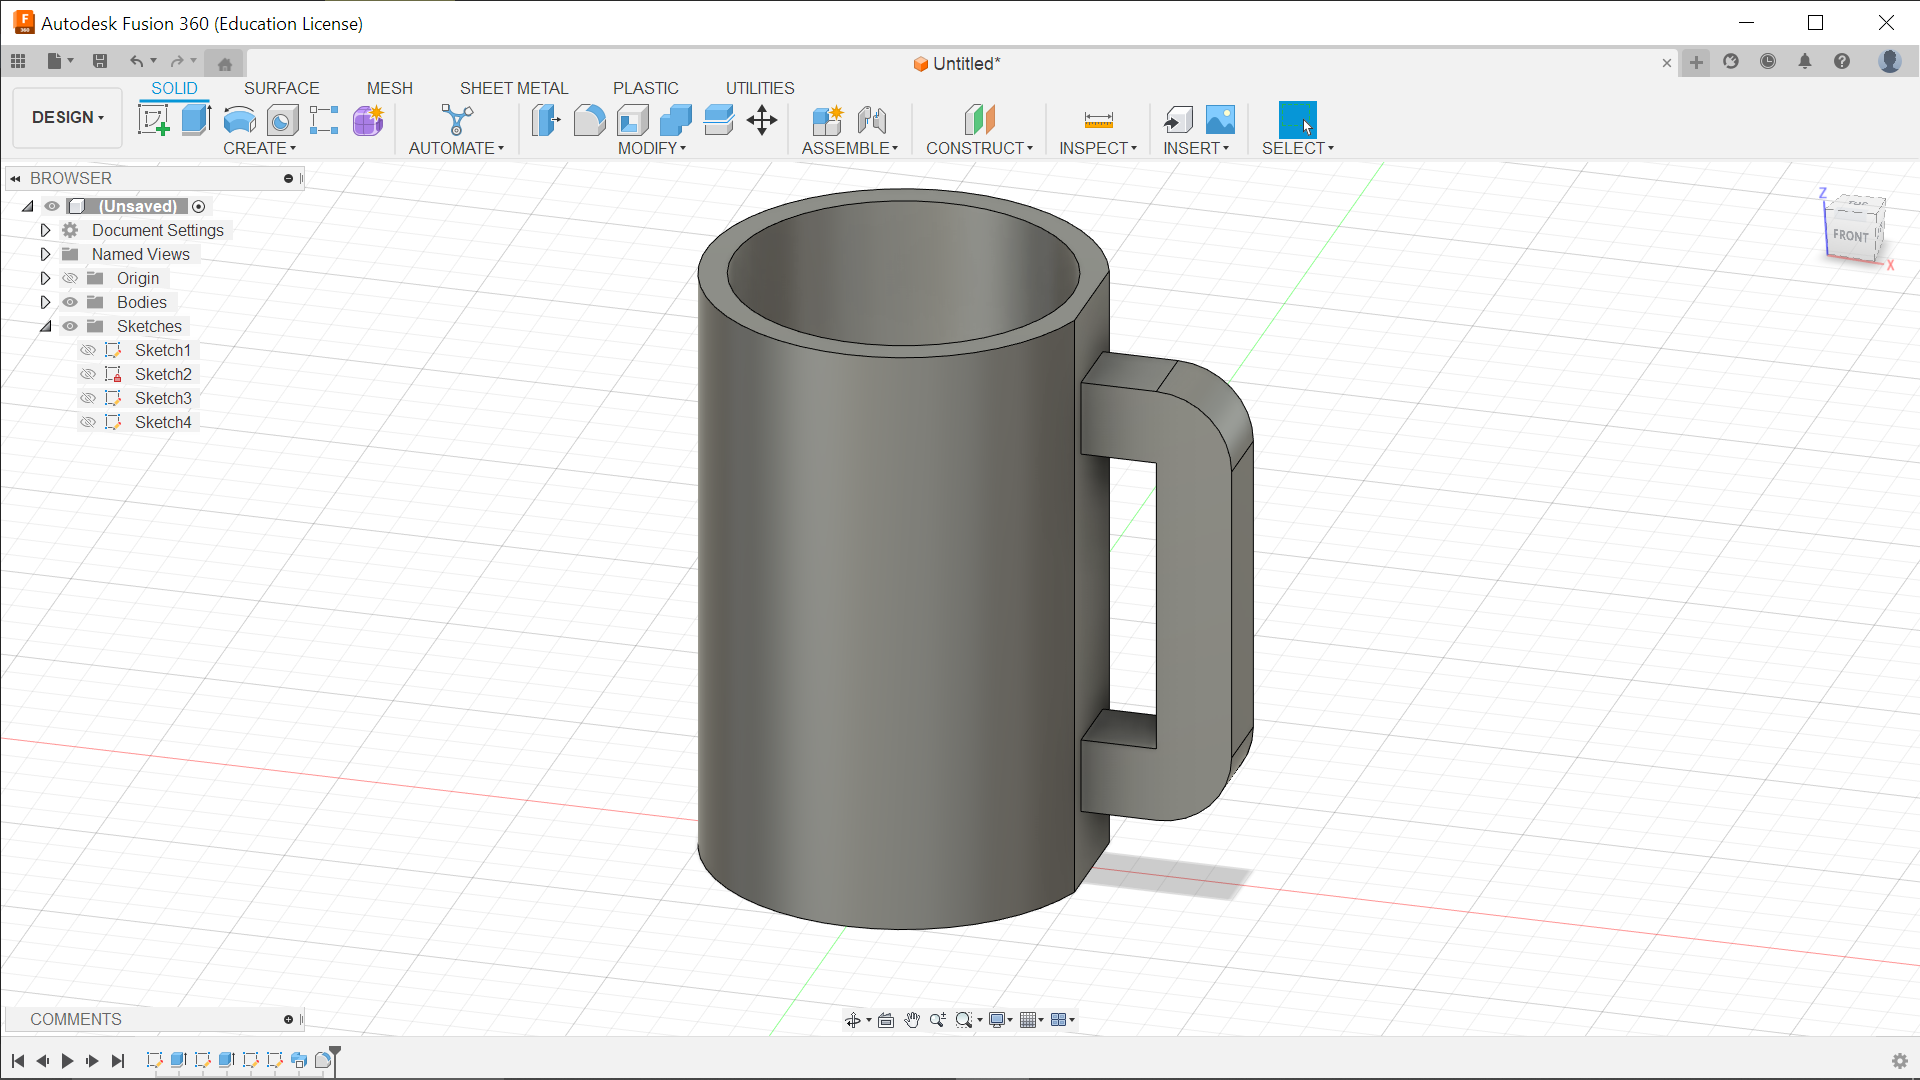 Autodesk Fusion 360 (Education License)
Untitled*
SOLID SURFACE MESH SHEET METAL PLASTIC UTILITIES
DESIGN
CREATE AUTOMATE MODIFY ASSEMBLE CONSTRUCT INSPECT INSERT SELECT
BROWSER
(Unsaved)
Document Settings
Named Views
Origin
Bodies
Sketches
Sketch1
Sketch2
Sketch3
Sketch4
Z
TOP
FRONT
X
COMMENTS